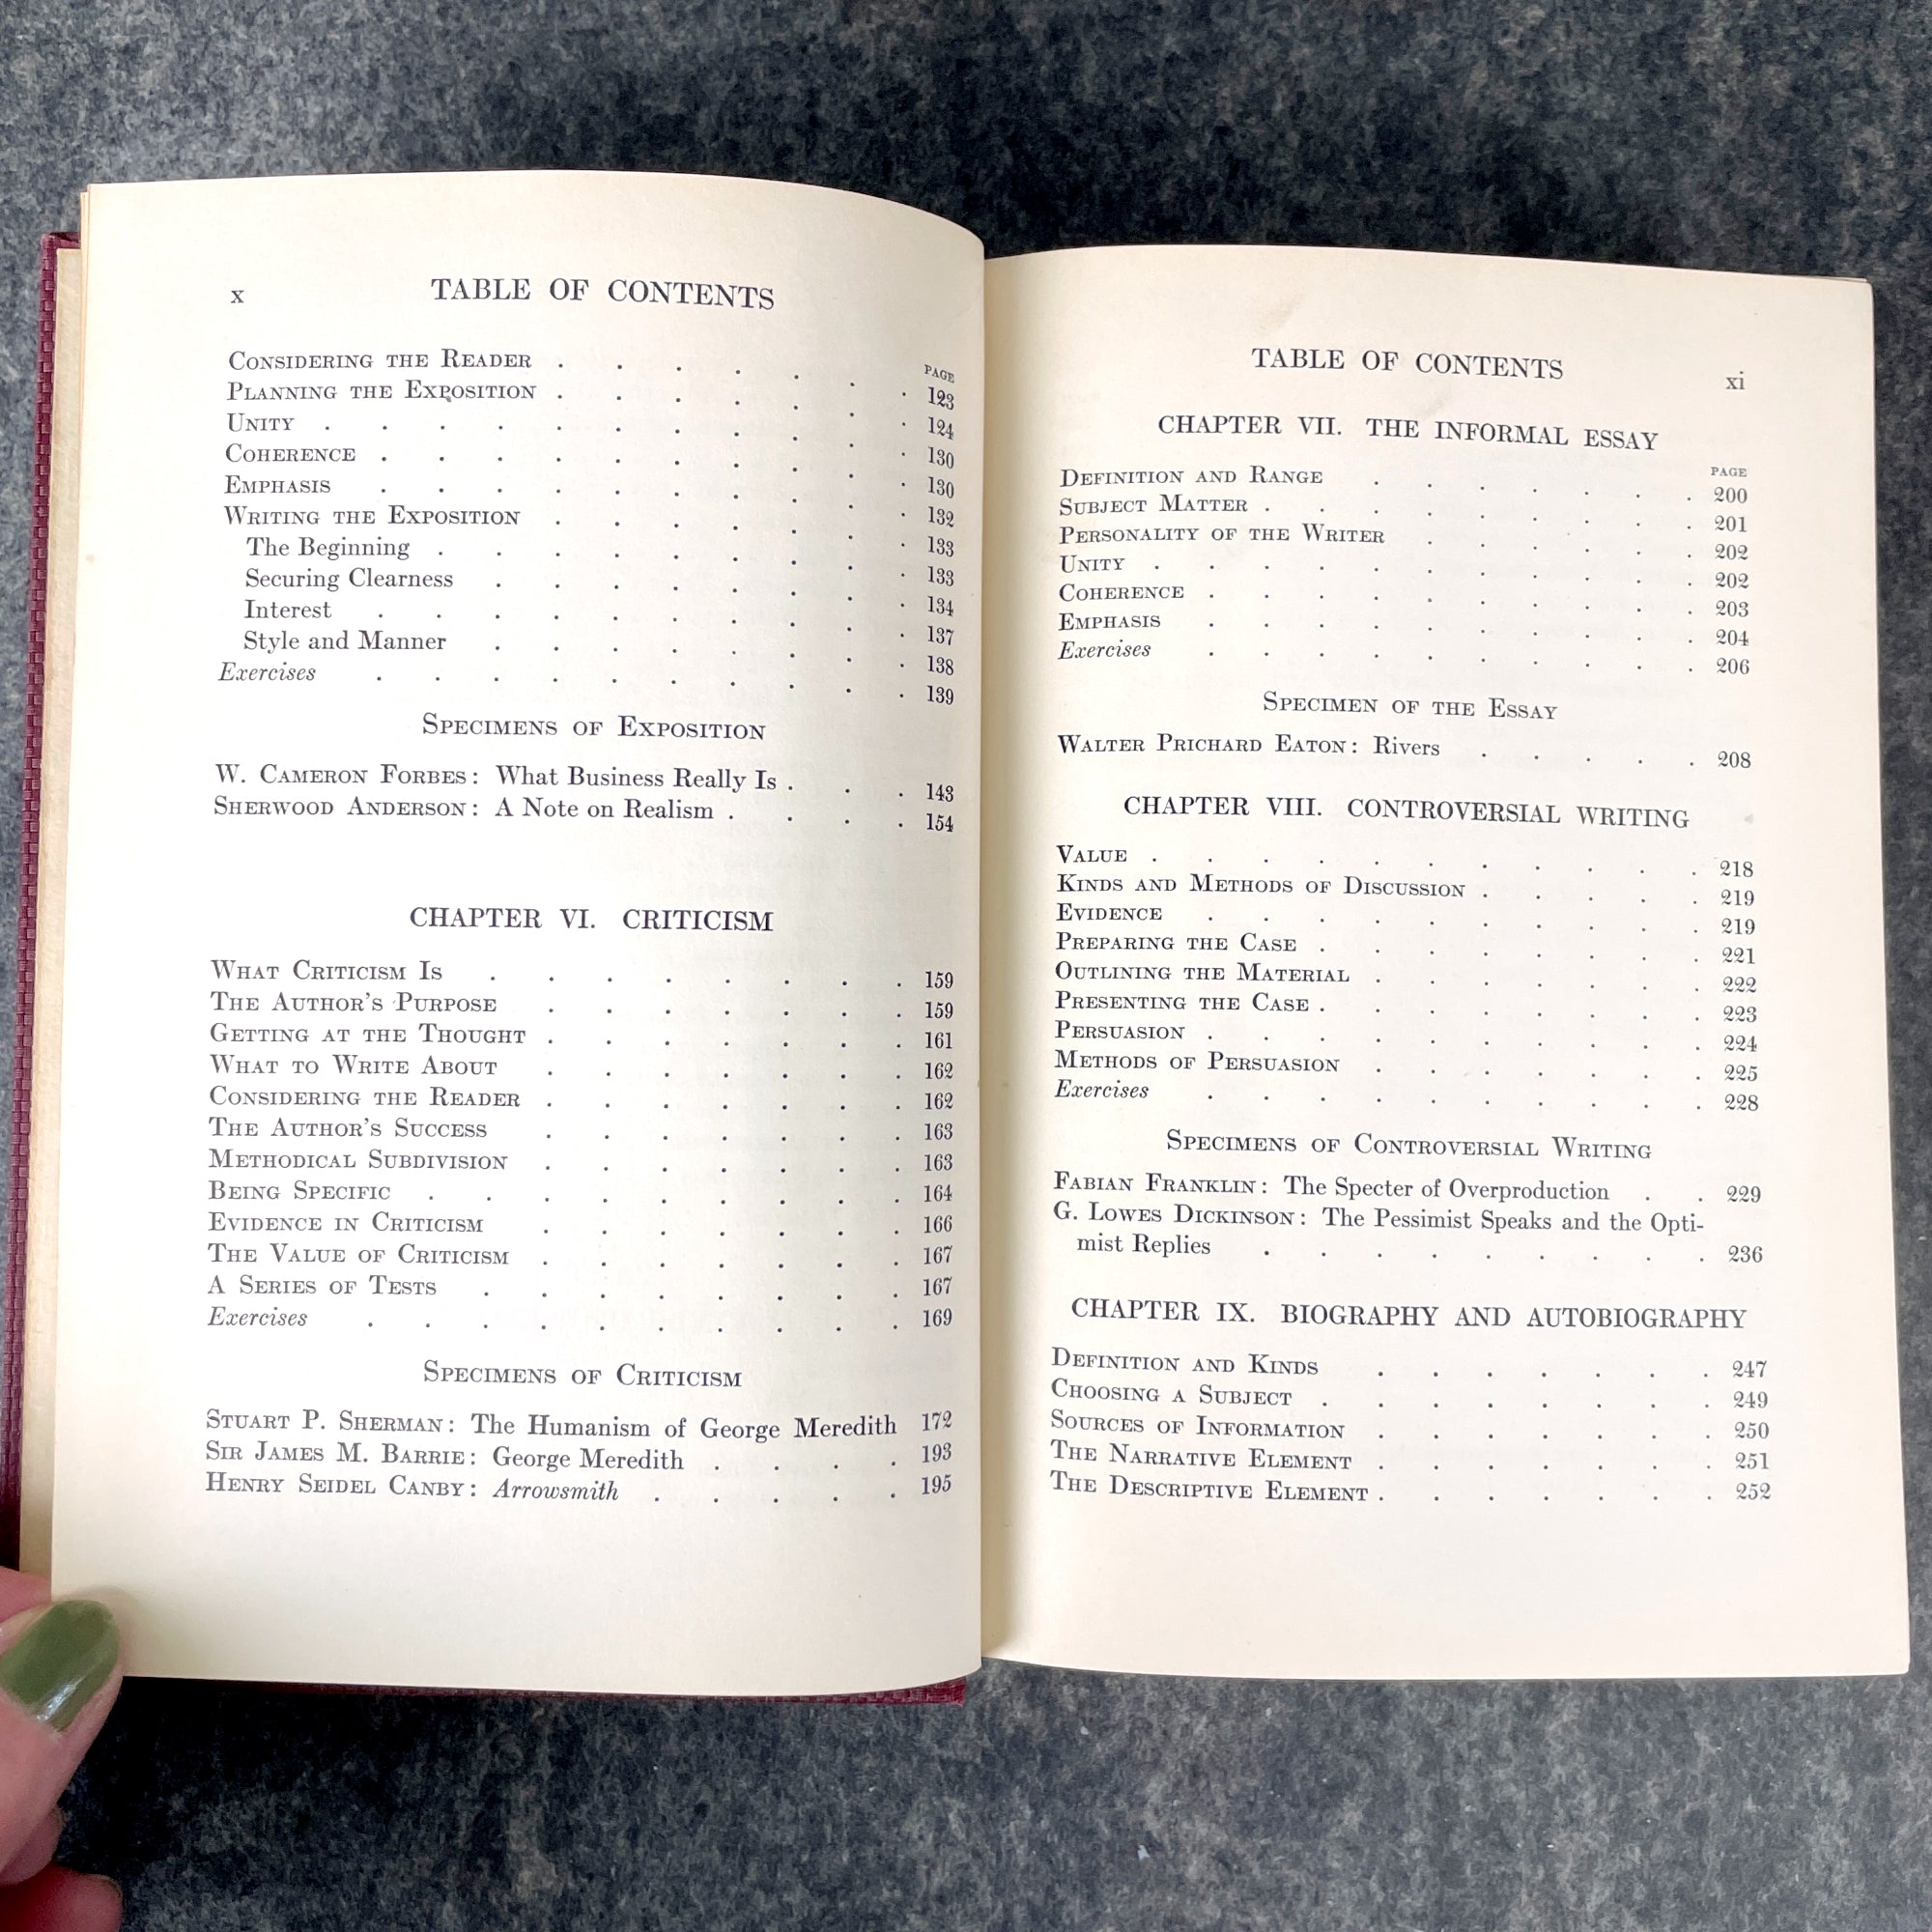 x TABLE OF CONTENTS
PAGE
CONSIDERING THE READER . . . . . . . 123
PLANNING THE EXPOSITION . . . . . . . 124
UNITY . . . . . . . . . . . 130
COHERENCE . . . . . . . . . . 130
EMPHASIS . . . . . . . . . . 132
WRITING THE EXPOSITION . . . . . . . 133
The Beginning . . . . . . . . . 133
Securing Clearness . . . . . . . . 134
Interest . . . . . . . . . . 137
Style and Manner . . . . . . . . 138
Exercises . . . . . . . . . . 139
SPECIMENS OF EXPOSITION
W. CAMERON FORBES: What Business Really Is . . . 143
SHERWOOD ANDERSON: A Note on Realism . . . . 154
CHAPTER VI. CRITICISM
WHAT CRITICISM IS . . . . . . . . 159
THE AUTHOR'S PURPOSE . . . . . . . 159
GETTING AT THE THOUGHT . . . . . . . 161
WHAT TO WRITE ABOUT . . . . . . . 162
CONSIDERING THE READER . . . . . . . 162
THE AUTHOR'S SUCCESS . . . . . . . 163
METHODICAL SUBDIVISION . . . . . . . 163
BEING SPECIFIC . . . . . . . . . 164
EVIDENCE IN CRITICISM . . . . . . . 166
THE VALUE OF CRITICISM . . . . . . . 167
A SERIES OF TESTS . . . . . . . . 167
Exercises . . . . . . . . . . 169
SPECIMENS OF CRITICISM
STUART P. SHERMAN: The Humanism of George Meredith 172
SIR JAMES M. BARRIE: George Meredith . . . . 193
HENRY SEIDEL CANBY: Arrowsmith . . . . . 195
TABLE OF CONTENTS xi
CHAPTER VII. THE INFORMAL ESSAY
PAGE
DEFINITION AND RANGE . . . . . . . 200
SUBJECT MATTER . . . . . . . . . 201
PERSONALITY OF THE WRITER . . . . . . 202
UNITY . . . . . . . . . . . 202
COHERENCE . . . . . . . . . . 203
EMPHASIS . . . . . . . . . . 204
Exercises . . . . . . . . . . 206
SPECIMEN OF THE ESSAY
WALTER PRICHARD EATON: Rivers . . . . . 208
CHAPTER VIII. CONTROVERSIAL WRITING
VALUE . . . . . . . . . . . 218
KINDS AND METHODS OF DISCUSSION . . . . . 219
EVIDENCE . . . . . . . . . . 219
PREPARING THE CASE . . . . . . . . 221
OUTLINING THE MATERIAL . . . . . . . 222
PRESENTING THE CASE . . . . . . . . 223
PERSUASION . . . . . . . . . . 224
METHODS OF PERSUASION . . . . . . . 225
Exercises . . . . . . . . . . 228
SPECIMENS OF CONTROVERSIAL WRITING
FABIAN FRANKLIN: The Specter of Overproduction . . 229
G. LOWES DICKINSON: The Pessimist Speaks and the Opti-
mist Replies . . . . . . . . . 236
CHAPTER IX. BIOGRAPHY AND AUTOBIOGRAPHY
DEFINITION AND KINDS . . . . . . . 247
CHOOSING A SUBJECT . . . . . . . . 249
SOURCES OF INFORMATION . . . . . . . 250
THE NARRATIVE ELEMENT . . . . . . . 251
THE DESCRIPTIVE ELEMENT . . . . . . . 252